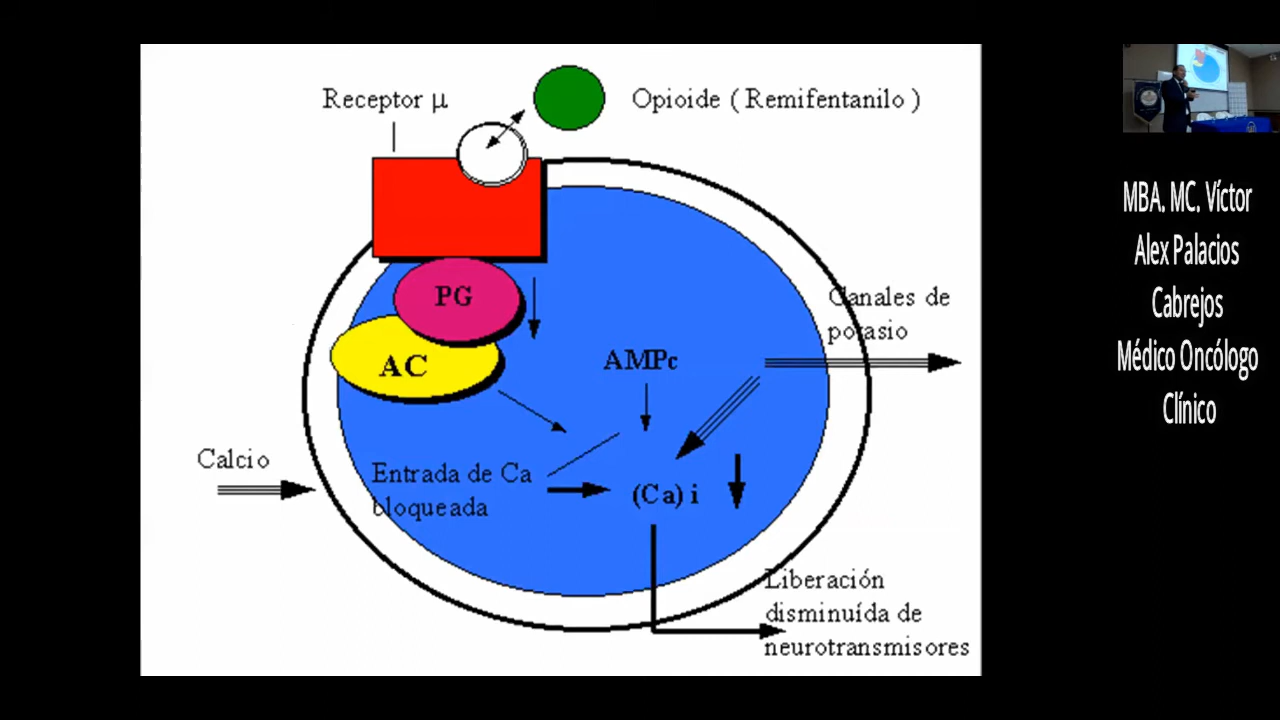 Receptor µ
Opioide ( Remifentanilo )
PG
AC
AMPc
Canales de
potasio
Calcio
Entrada de Ca
bloqueada
(Ca) i
Liberación
disminuída de
neurotransmisores
MBA. MC. Víctor
Alex Palacios
Cabrejos
Médico Oncólogo
Clínico